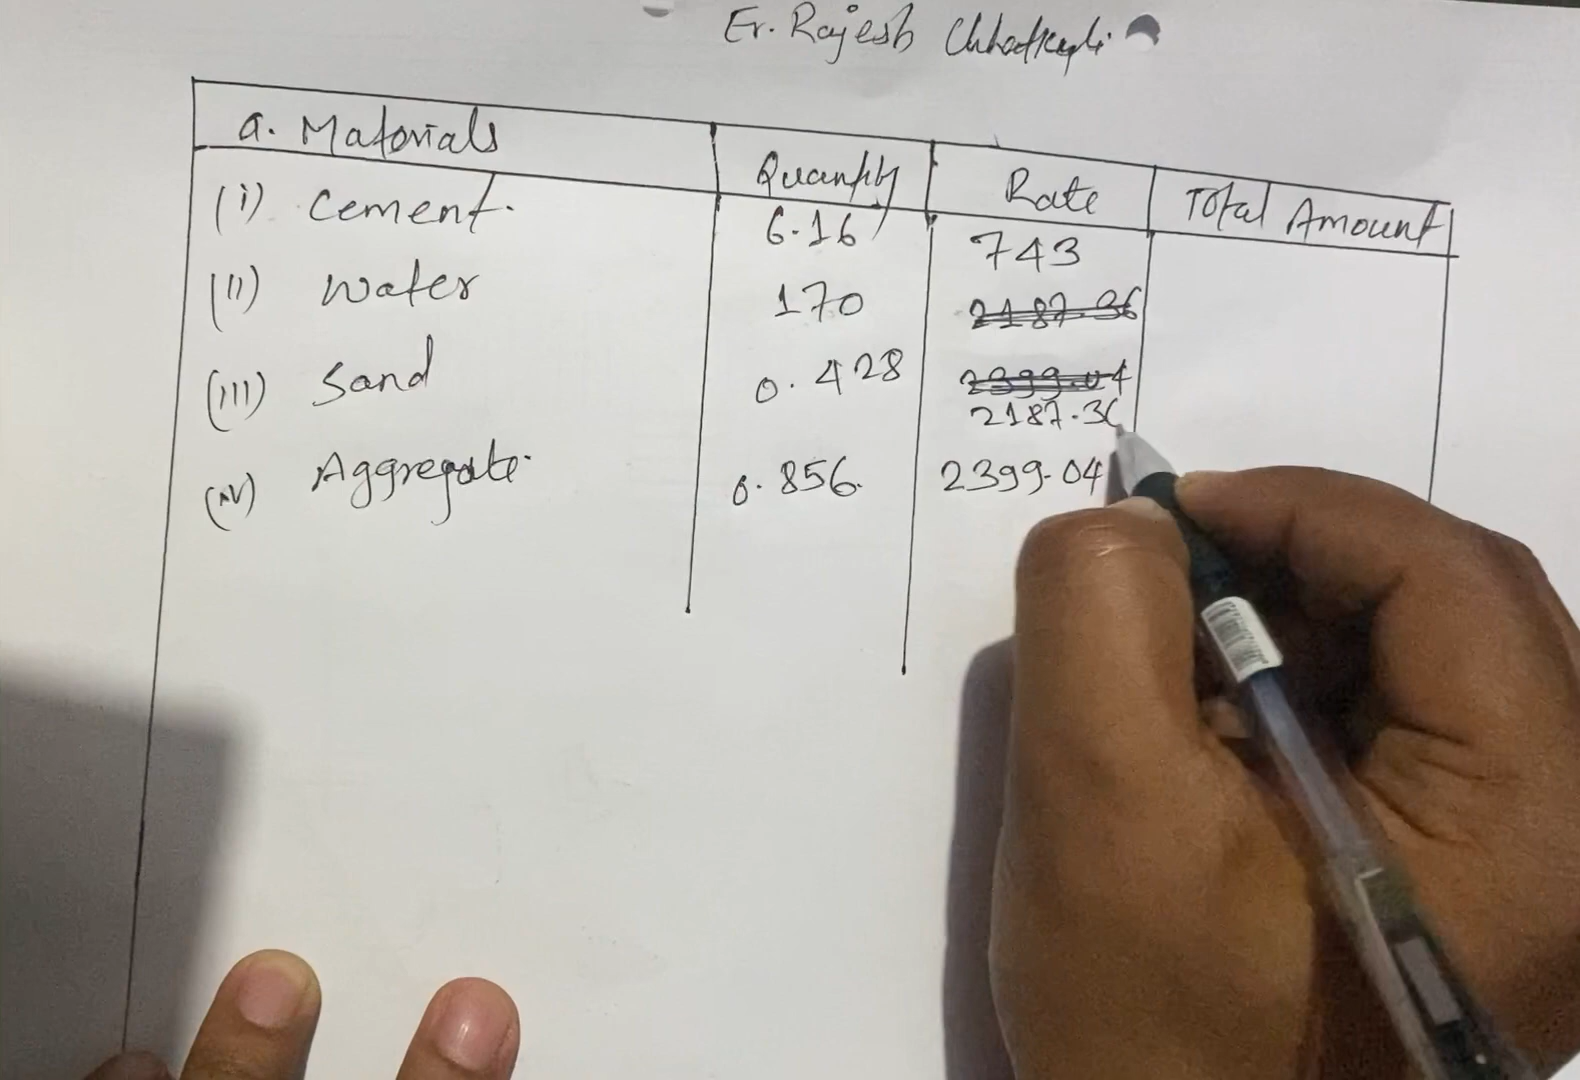 Er. Rajesh
a. Materials Quantity Rate Total Amount
(i) Cement. 6.16 743
(ii) Water 170 2187.36
(iii) Sand 0.428 2399.04
2187.36
(iv) Aggregate. 0.856. 2399.04